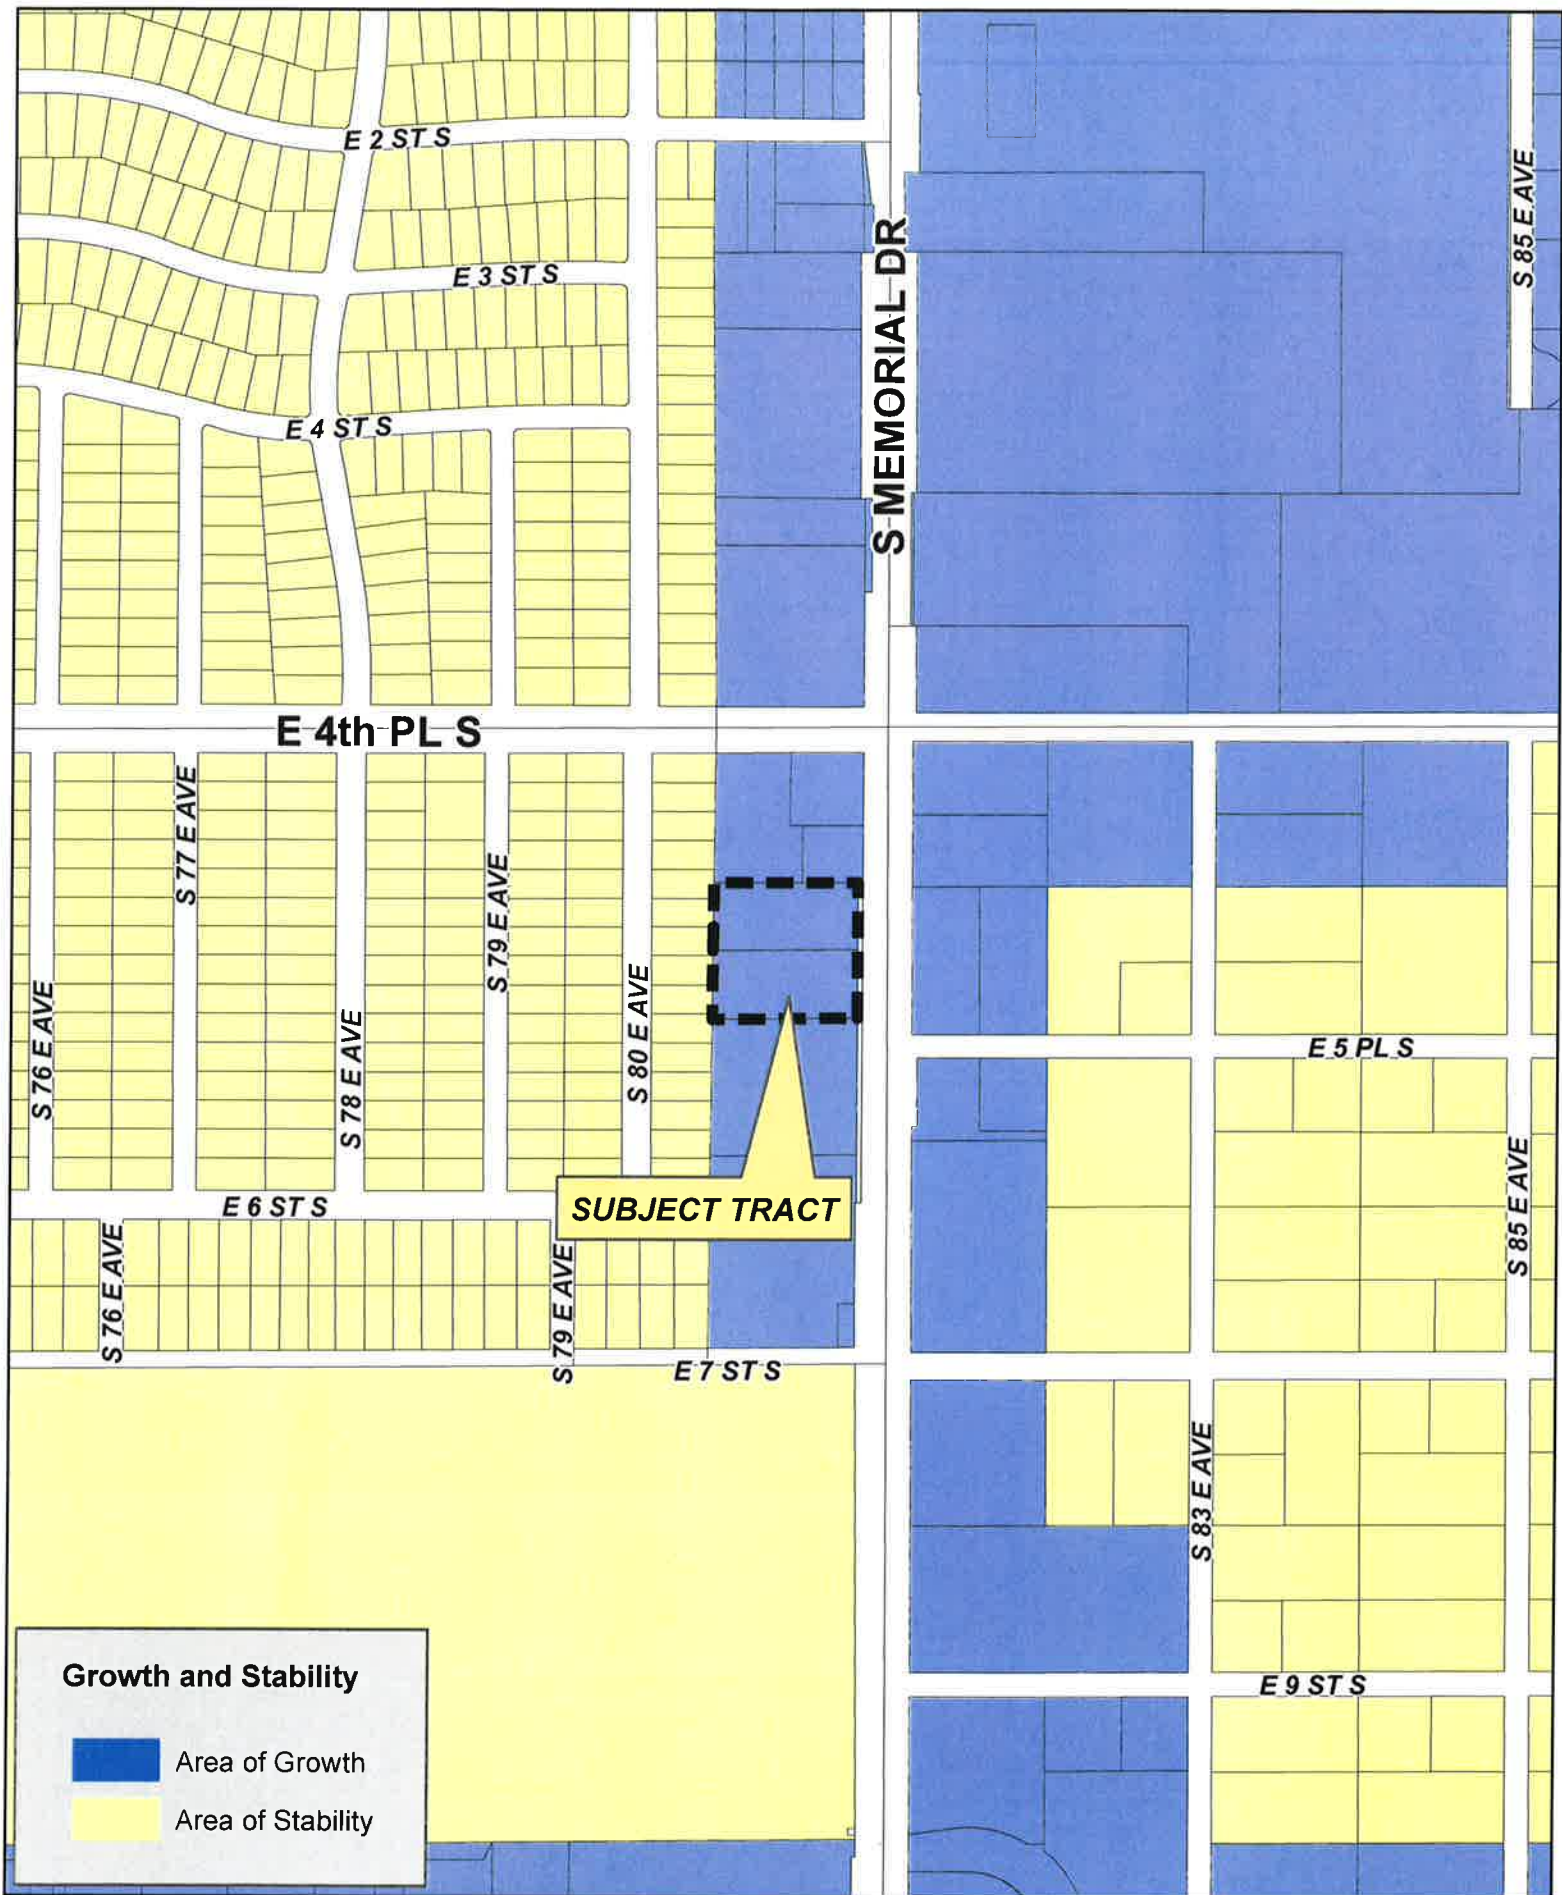 E 2 ST S
S 85 E AVE
E 3 ST S
S MEMORIAL DR
E 4 ST S
E 4th PL S
S 77 E AVE
S 79 E AVE
S 80 E AVE
S 76 E AVE
S 78 E AVE
E 5 PL S
S 85 E AVE
E 6 ST S
SUBJECT TRACT
S 76 E AVE
S 79 E AVE
E 7 ST S
S 83 E AVE
E 9 ST S
Growth and Stability
Area of Growth
Area of Stability